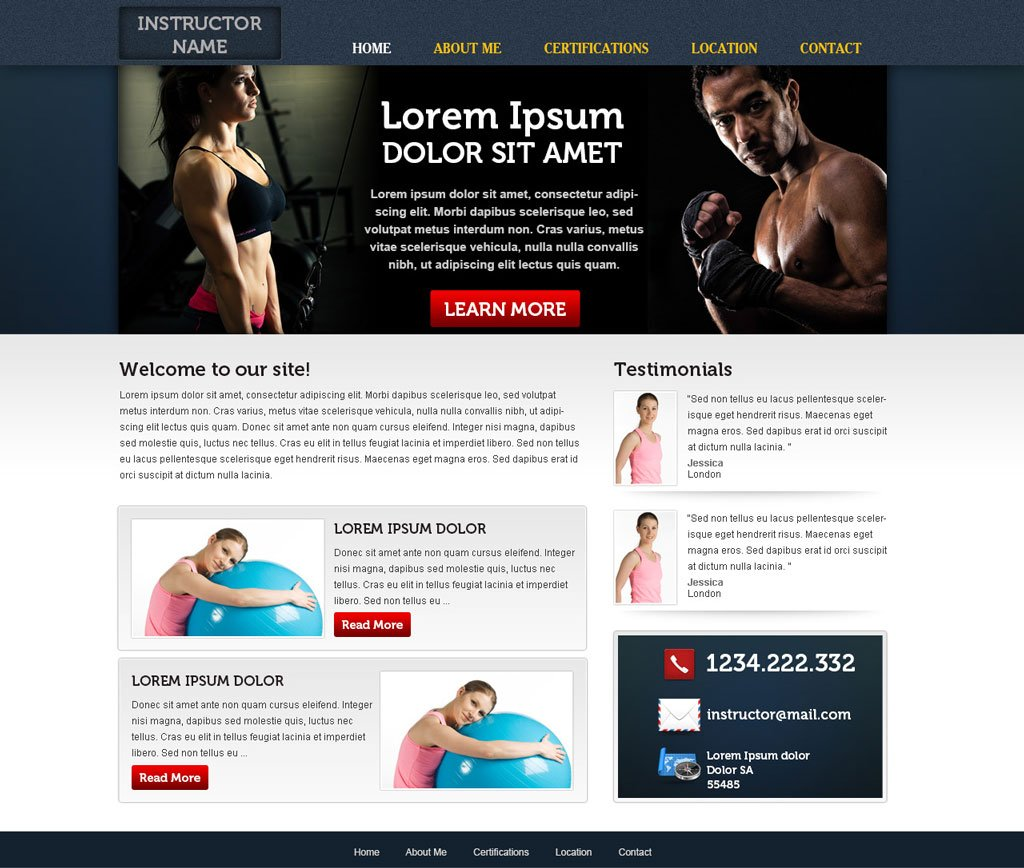 INSTRUCTOR
NAME
HOME ABOUT ME CERTIFICATIONS LOCATION CONTACT
Lorem Ipsum
DOLOR SIT AMET
Lorem ipsum dolor sit amet, consectetur adipi-
scing elit. Morbi dapibus scelerisque leo, sed
volutpat metus interdum non. Cras varius, metus
vitae scelerisque vehicula, nulla nulla convallis
nibh, ut adipiscing elit lectus quis quam.
LEARN MORE
Welcome to our site!
Lorem ipsum dolor sit amet, consectetur adipiscing elit. Morbi dapibus scelerisque leo, sed volutpat
metus interdum non. Cras varius, metus vitae scelerisque vehicula, nulla nulla convallis nibh, ut adipi-
scing elit lectus quis quam. Donec sit amet ante non quam cursus eleifend. Integer nisi magna, dapibus
sed molestie quis, luctus nec tellus. Cras eu elit in tellus feugiat lacinia et imperdiet libero. Sed non tellus
eu lacus pellentesque scelerisque eget hendrerit risus. Maecenas eget magna eros. Sed dapibus erat id
orci suscipit at dictum nulla lacinia.
LOREM IPSUM DOLOR
Donec sit amet ante non quam cursus eleifend. Integer
nisi magna, dapibus sed molestie quis, luctus nec
tellus. Cras eu elit in tellus feugiat lacinia et imperdiet
libero. Sed non tellus eu ...
Read More
LOREM IPSUM DOLOR
Donec sit amet ante non quam cursus eleifend. Integer
nisi magna, dapibus sed molestie quis, luctus nec
tellus. Cras eu elit in tellus feugiat lacinia et imperdiet
libero. Sed non tellus eu ...
Read More
Testimonials
"Sed non tellus eu lacus pellentesque sceler-
isque eget hendrerit risus. Maecenas eget
magna eros. Sed dapibus erat id orci suscipit
at dictum nulla lacinia. "
Jessica
London
"Sed non tellus eu lacus pellentesque sceler-
isque eget hendrerit risus. Maecenas eget
magna eros. Sed dapibus erat id orci suscipit
at dictum nulla lacinia. "
Jessica
London
1234.222.332
instructor@mail.com
Lorem Ipsum dolor
Dolor SA
55485
Home About Me Certifications Location Contact